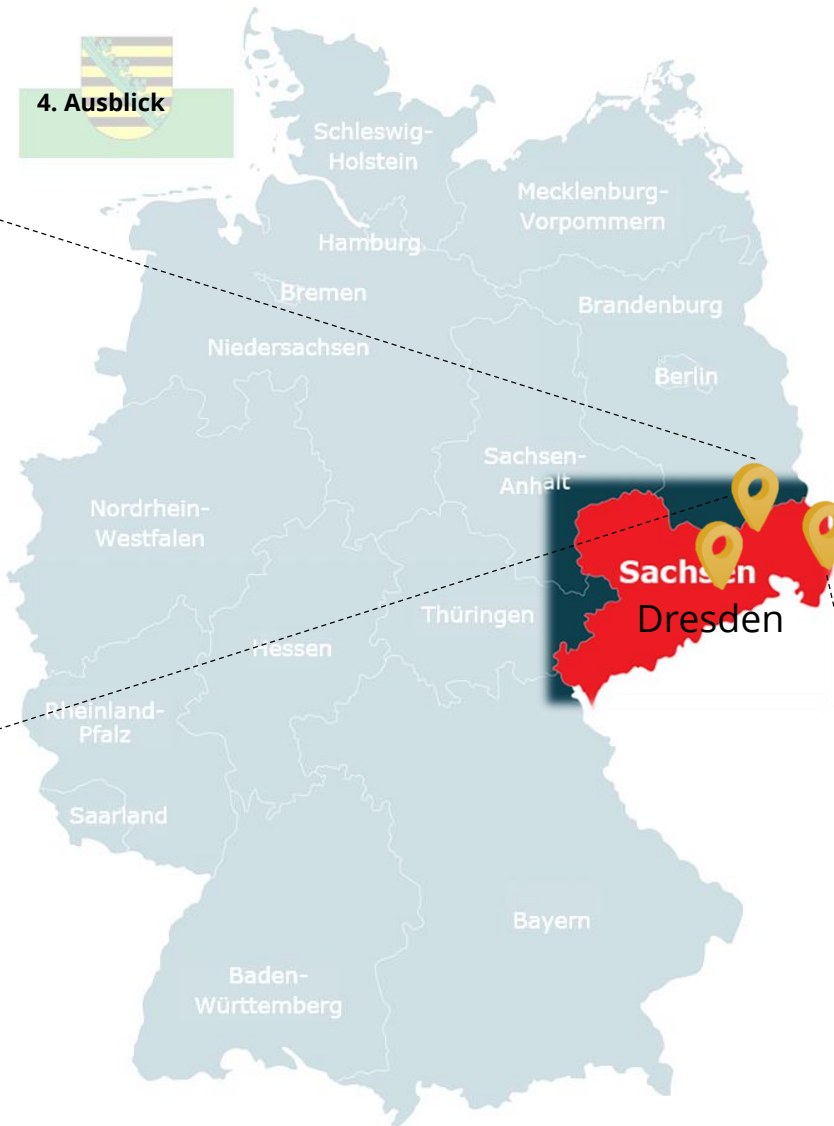 4. Ausblick
Schleswig-
Holstein
Mecklenburg-
Vorpommern
Hamburg
Bremen
Brandenburg
Niedersachsen
Berlin
Sachsen-
Anhalt
Nordrhein-
Westfalen
Sachsen
Thüringen
Dresden
Hessen
Rheinland-
Pfalz
Saarland
Bayern
Baden-
Württemberg